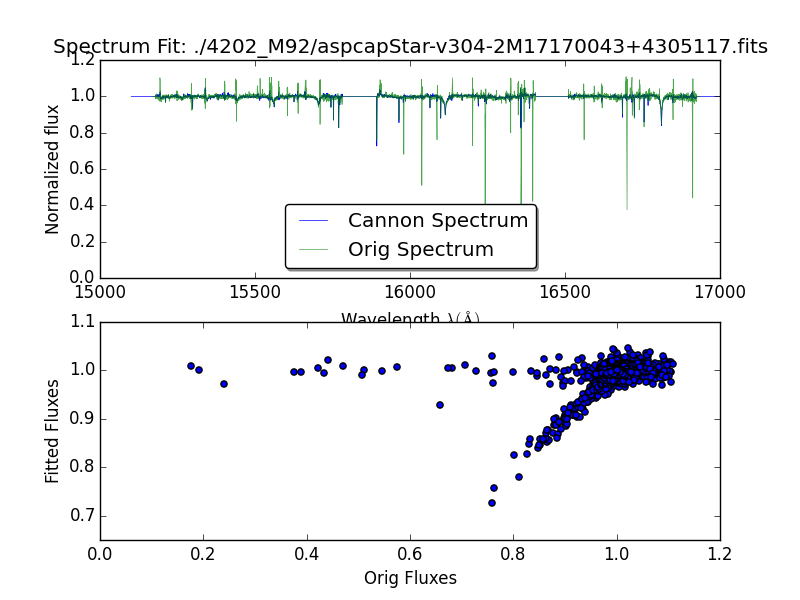 Spectrum Fit: ./4202_M92/aspcapStar-v304-2M17170043+4305117.fits
1.2
1.0
0.8
0.6
0.4
0.2
0.0
Normalized flux
Cannon Spectrum
Orig Spectrum
15000 15500 16000 16500 17000
Wavelength λ(Å)
1.1
1.0
0.9
0.8
0.7
Fitted Fluxes
0.0 0.2 0.4 0.6 0.8 1.0 1.2
Orig Fluxes